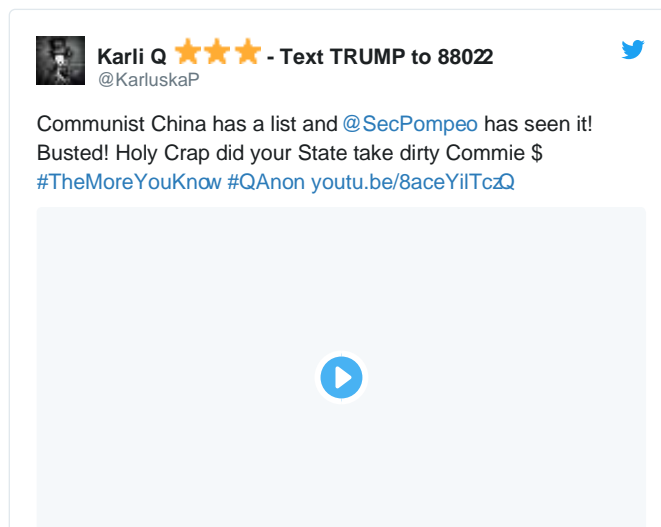 Karli Q ⭐⭐⭐ - Text TRUMP to 88022
@KarluskaP
Communist China has a list and @SecPompeo has seen it!
Busted! Holy Crap did your State take dirty Commie $
#TheMoreYouKnow #QAnon youtu.be/8aceYilTczQ